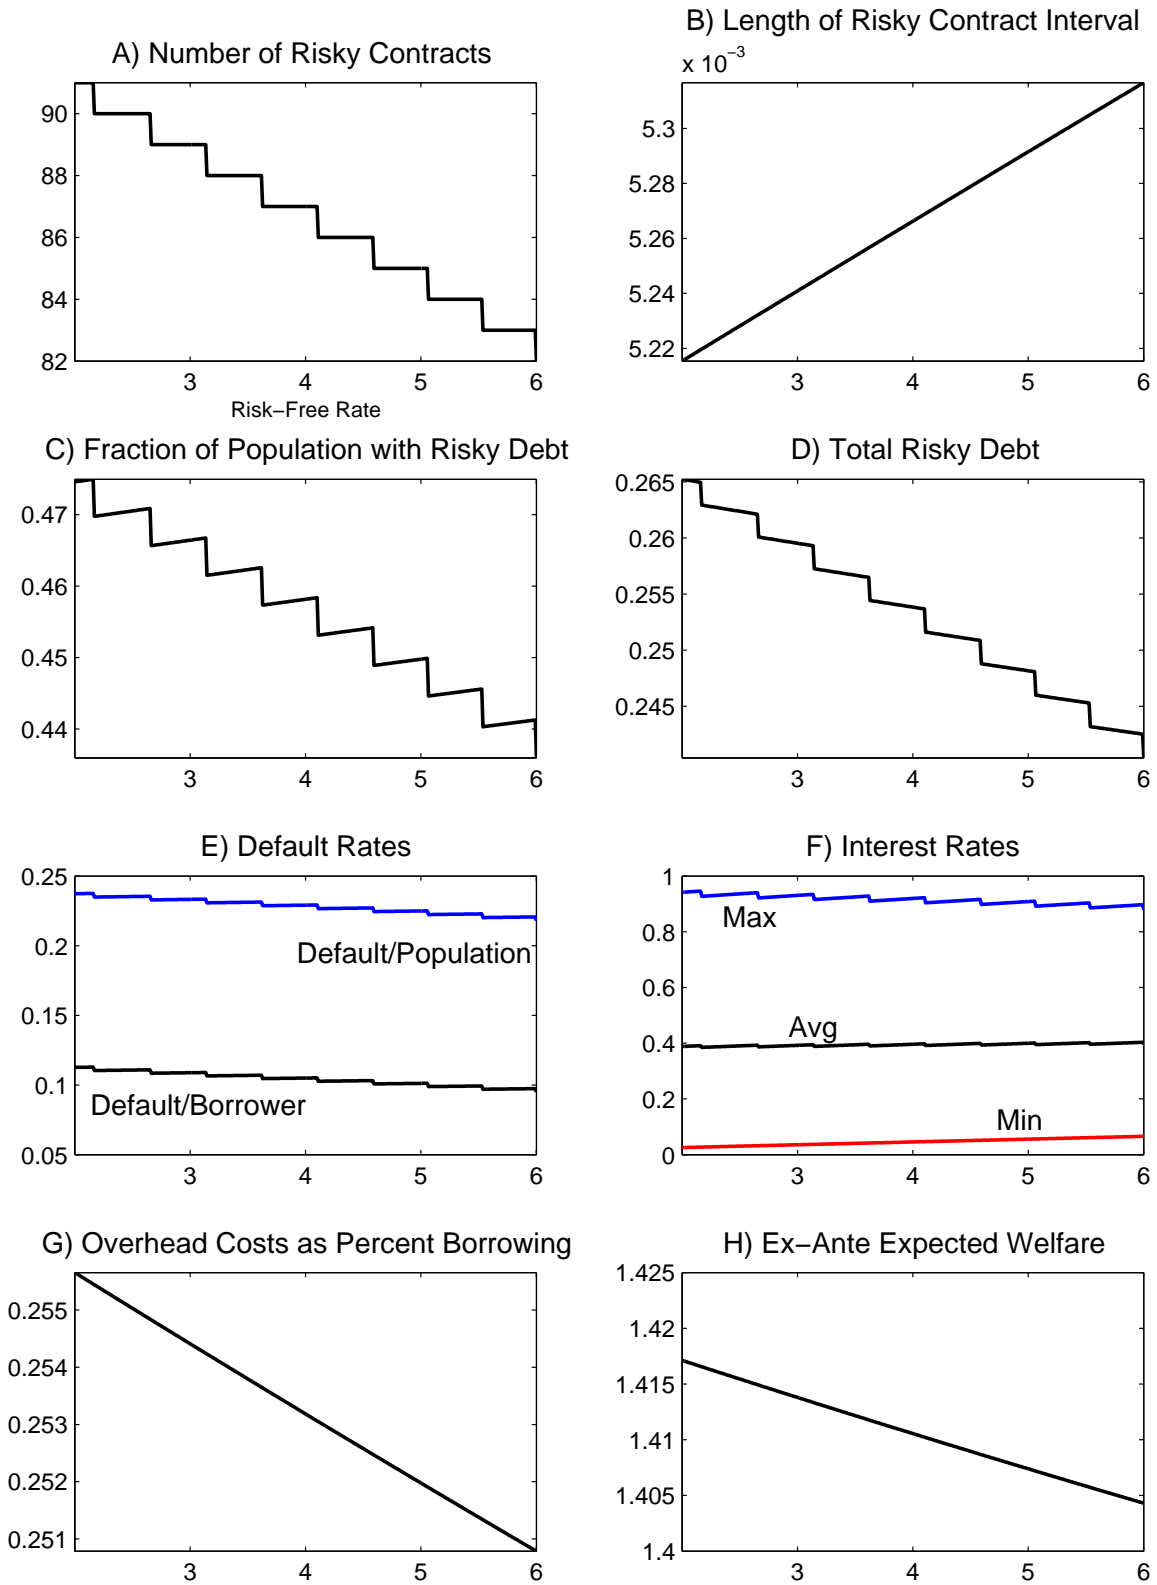 A) Number of Risky Contracts
90
88
86
84
82
3 4 5 6
Risk−Free Rate
B) Length of Risky Contract Interval
x 10−3
5.3
5.28
5.26
5.24
5.22
3 4 5 6
C) Fraction of Population with Risky Debt
0.47
0.46
0.45
0.44
3 4 5 6
D) Total Risky Debt
0.265
0.26
0.255
0.25
0.245
3 4 5 6
E) Default Rates
0.25
0.2
0.15
0.1
0.05
Default/Population
Default/Borrower
3 4 5 6
F) Interest Rates
1
0.8
0.6
0.4
0.2
0
Max
Avg
Min
3 4 5 6
G) Overhead Costs as Percent Borrowing
0.255
0.254
0.253
0.252
0.251
3 4 5 6
H) Ex−Ante Expected Welfare
1.425
1.42
1.415
1.41
1.405
1.4
3 4 5 6